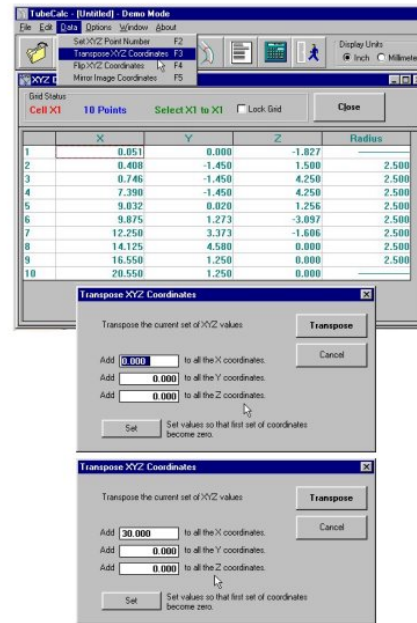 TubeCalc - [Untitled] - Demo Mode
File Edit Data Options Window About
Set XYZ Point Number F2
Transpose XYZ Coordinates F3
Flip XYZ Coordinates F4
Mirror Image Coordinates F5
Display Units
Inch Millimete
XYZ D
Grid Status
Cell X1 10 Points Select X1 to X1 Lock Grid Close
X Y Z Radius
1 0.051 0.000 -1.827
2 0.408 -1.450 1.500 2.500
3 0.746 -1.450 4.250 2.500
4 7.390 -1.450 4.250 2.500
5 9.032 0.020 1.256 2.500
6 9.875 1.273 -3.097 2.500
7 12.250 3.373 -1.606 2.500
8 14.125 4.580 0.000 2.500
9 16.550 1.250 0.000 2.500
10 20.550 1.250 0.000
Transpose XYZ Coordinates
Transpose the current set of XYZ values
Transpose
Cancel
Add 0.000 to all the X coordinates.
Add 0.000 to all the Y coordinates.
Add 0.000 to all the Z coordinates.
Set Set values so that first set of coordinates
become zero.
Transpose XYZ Coordinates
Transpose the current set of XYZ values
Transpose
Cancel
Add 30.000 to all the X coordinates.
Add 0.000 to all the Y coordinates.
Add 0.000 to all the Z coordinates.
Set Set values so that first set of coordinates
become zero.